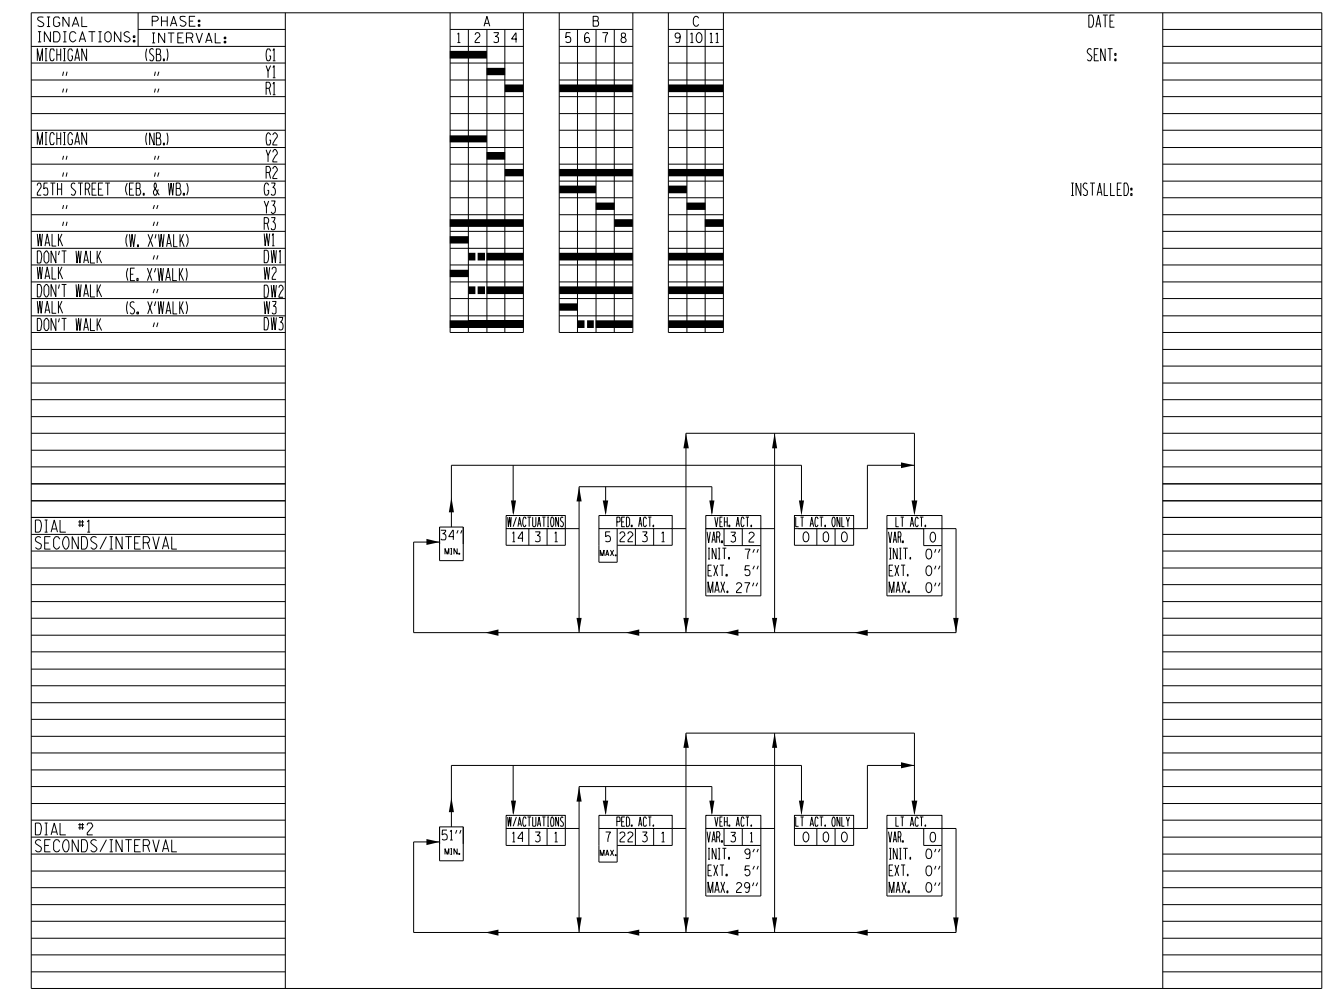 SIGNAL PHASE: A B C DATE
INDICATIONS: INTERVAL: 1 2 3 4 5 6 7 8 9 10 11
MICHIGAN (SB.) G1 SENT:
" " Y1
" " R1
MICHIGAN (NB.) G2
" " Y2
" " R2
25TH STREET (EB. & WB.) G3 INSTALLED:
" " Y3
" " R3
WALK (W. X'WALK) W1
DON'T WALK " DW1
WALK (E. X'WALK) W2
DON'T WALK " DW2
WALK (S. X'WALK) W3
DON'T WALK " DW3
DIAL #1
SECONDS/INTERVAL
34"
MIN.
W/ACTUATIONS
14 3 1
PED. ACT.
5 22 3 1
MAX.
VEH. ACT.
VAR. 3 2
INIT. 7"
EXT. 5"
MAX. 27"
LT ACT. ONLY
0 0 0
LT ACT.
VAR. 0
INIT. 0"
EXT. 0"
MAX. 0"
DIAL #2
SECONDS/INTERVAL
51"
MIN.
W/ACTUATIONS
14 3 1
PED. ACT.
7 22 3 1
MAX.
VEH. ACT.
VAR. 3 1
INIT. 9"
EXT. 5"
MAX. 29"
LT ACT. ONLY
0 0 0
LT ACT.
VAR. 0
INIT. 0"
EXT. 0"
MAX. 0"